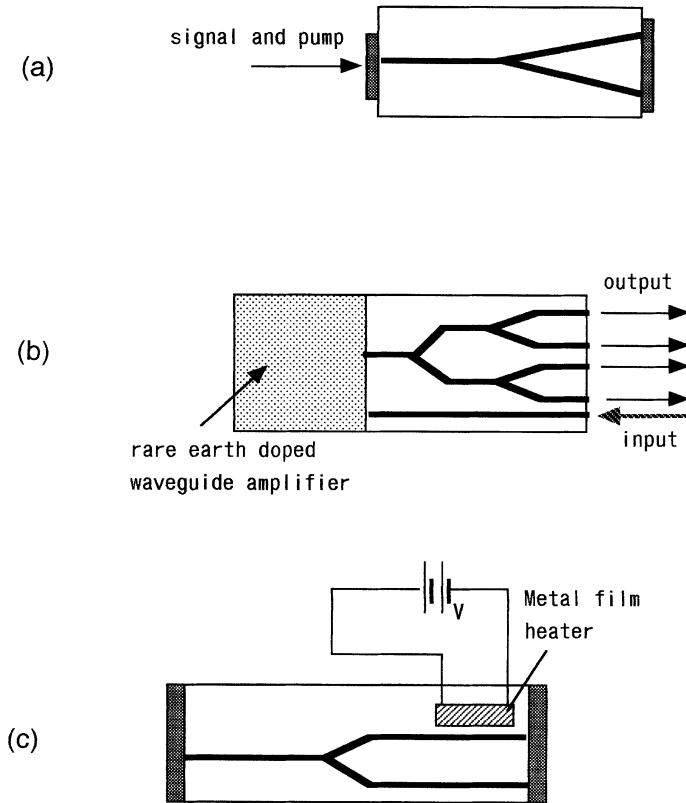 (a)
signal and pump
(b)
output
input
rare earth doped
waveguide amplifier
(c)
V
Metal film
heater